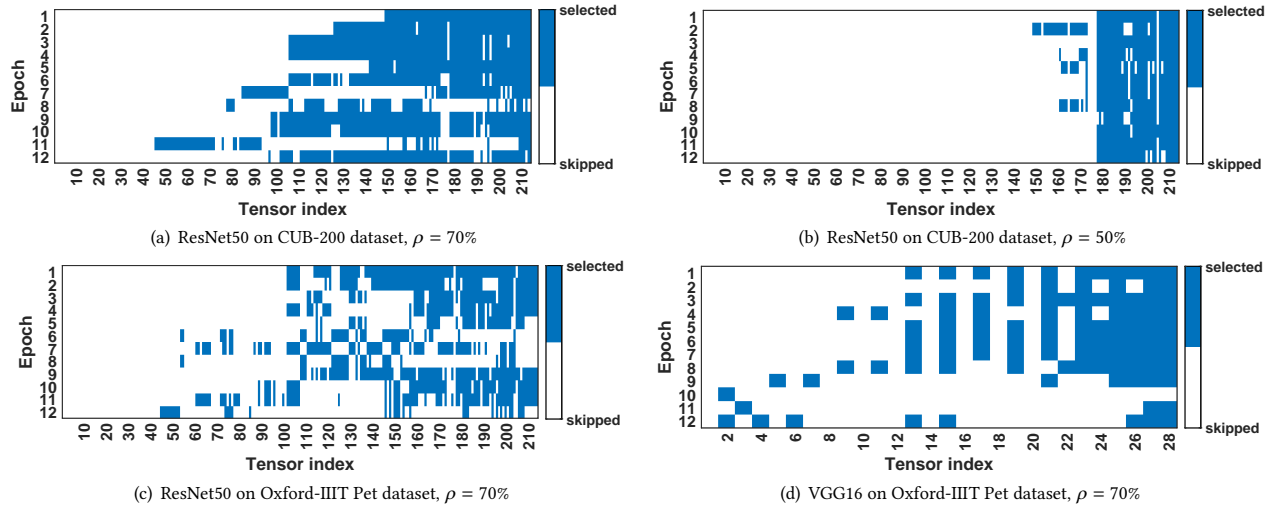 selected
1
2
3
4
5
6
7
8
9
10
11
12
Epoch
skipped
10 20 30 40 50 60 70 80 90 100 110 120 130 140 150 160 170 180 190 200 210
Tensor index
(a) ResNet50 on CUB-200 dataset, ρ = 70%
selected
1
2
3
4
5
6
7
8
9
10
11
12
Epoch
skipped
10 20 30 40 50 60 70 80 90 100 110 120 130 140 150 160 170 180 190 200 210
Tensor index
(b) ResNet50 on CUB-200 dataset, ρ = 50%
selected
1
2
3
4
5
6
7
8
9
10
11
12
Epoch
skipped
10 20 30 40 50 60 70 80 90 100 110 120 130 140 150 160 170 180 190 200 210
Tensor index
(c) ResNet50 on Oxford-IIIT Pet dataset, ρ = 70%
selected
1
2
3
4
5
6
7
8
9
10
11
12
Epoch
skipped
2 4 6 8 10 12 14 16 18 20 22 24 26 28
Tensor index
(d) VGG16 on Oxford-IIIT Pet dataset, ρ = 70%